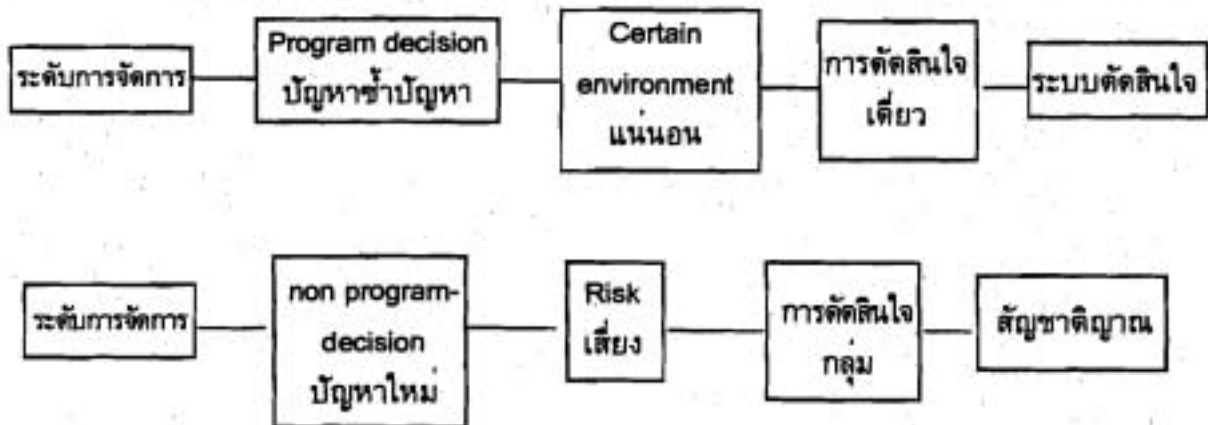 ระดับการจัดการ
Program decision
ปัญหาซ้ำปัญหา
Certain
environment
แน่นอน
การตัดสินใจ
เดี่ยว
ระบบตัดสินใจ
ระดับการจัดการ
non program-
decision
ปัญหาใหม่
Risk
เสี่ยง
การตัดสินใจ
กลุ่ม
สัญชาติญาณ